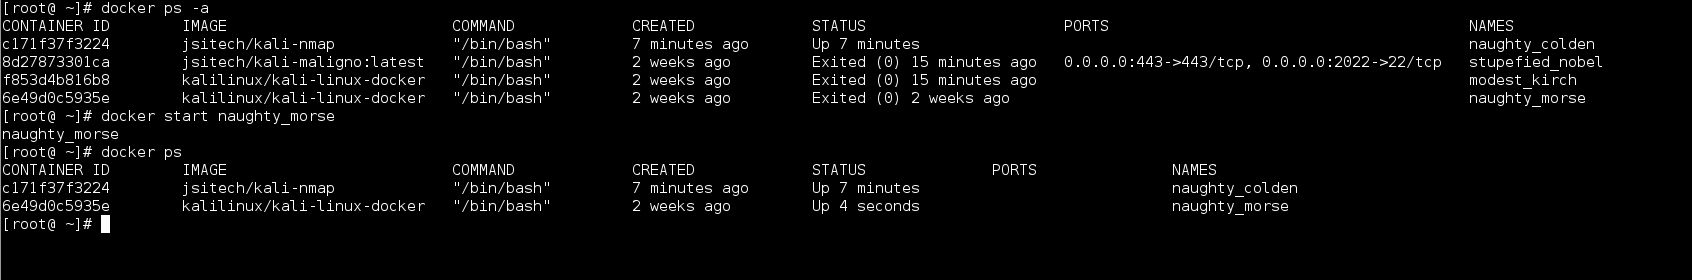 [root@ ~]# docker ps -a
CONTAINER ID        IMAGE                         COMMAND             CREATED             STATUS                      PORTS                                        NAMES
c171f37f3224        jsitech/kali-nmap             "/bin/bash"         7 minutes ago       Up 7 minutes                                                             naughty_colden
8d27873301ca        jsitech/kali-maligno:latest   "/bin/bash"         2 weeks ago         Exited (0) 15 minutes ago   0.0.0.0:443->443/tcp, 0.0.0.0:2022->22/tcp   stupefied_nobel
f853d4b816b8        kalilinux/kali-linux-docker   "/bin/bash"         2 weeks ago         Exited (0) 15 minutes ago                                                modest_kirch
6e49d0c5935e        kalilinux/kali-linux-docker   "/bin/bash"         2 weeks ago         Exited (0) 2 weeks ago                                                   naughty_morse
[root@ ~]# docker start naughty_morse
naughty_morse
[root@ ~]# docker ps
CONTAINER ID        IMAGE                         COMMAND             CREATED             STATUS              PORTS               NAMES
c171f37f3224        jsitech/kali-nmap             "/bin/bash"         7 minutes ago       Up 7 minutes                            naughty_colden
6e49d0c5935e        kalilinux/kali-linux-docker   "/bin/bash"         2 weeks ago         Up 4 seconds                            naughty_morse
[root@ ~]#